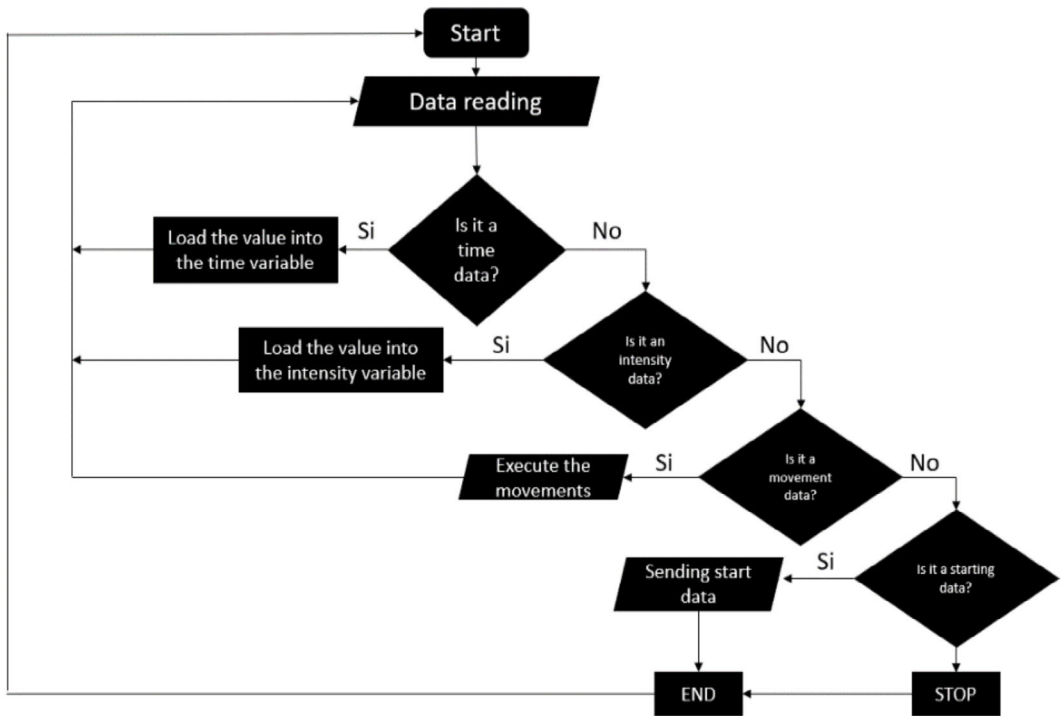 Start
Data reading
Is it a
time
data?
Si
No
Load the value into
the time variable
Is it an
intensity
data?
Si
No
Load the value into
the intensity variable
Is it a
movement
data?
Si
No
Execute the
movements
Is it a starting
data?
Si
Sending start
data
END
STOP